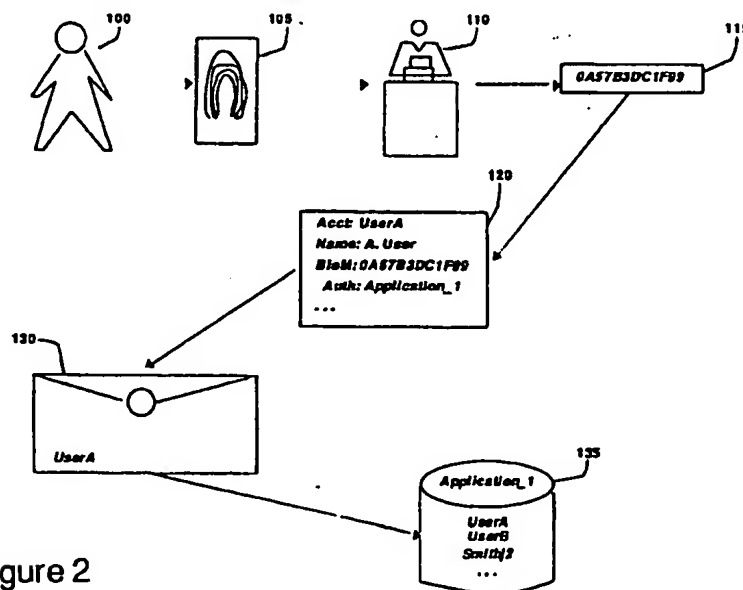 100
105
110
115
0A57B3DC1F99
120
Acct: UserA
Name: A. User
BioM: 0A57B3DC1F99
Auth: Application_1
...
130
UserA
135
Application_1
UserA
UserB
Smithj2
...
gure 2